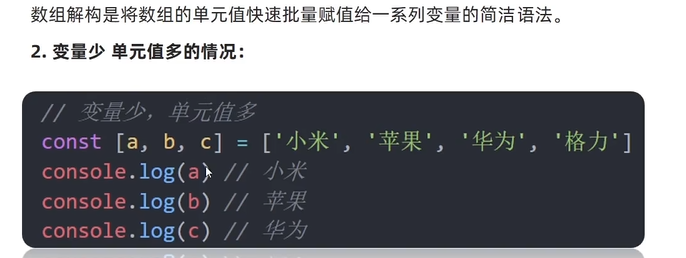 数组解构是将数组的单元值快速批量赋值给一系列变量的简洁语法。
2. 变量少 单元值多的情况：
// 变量少，单元值多
const [a, b, c] = ['小米', '苹果', '华为', '格力']
console.log(a) // 小米
console.log(b) // 苹果
console.log(c) // 华为